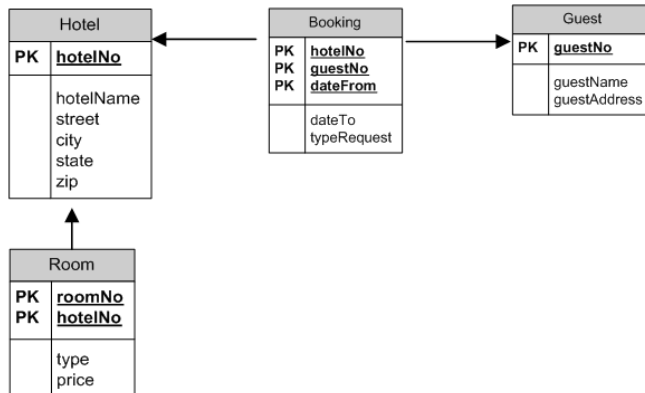 Hotel
PK hotelNo
hotelName
street
city
state
zip
Booking
PK hotelNo
PK guestNo
PK dateFrom
dateTo
typeRequest
Guest
PK guestNo
guestName
guestAddress
Room
PK roomNo
PK hotelNo
type
price